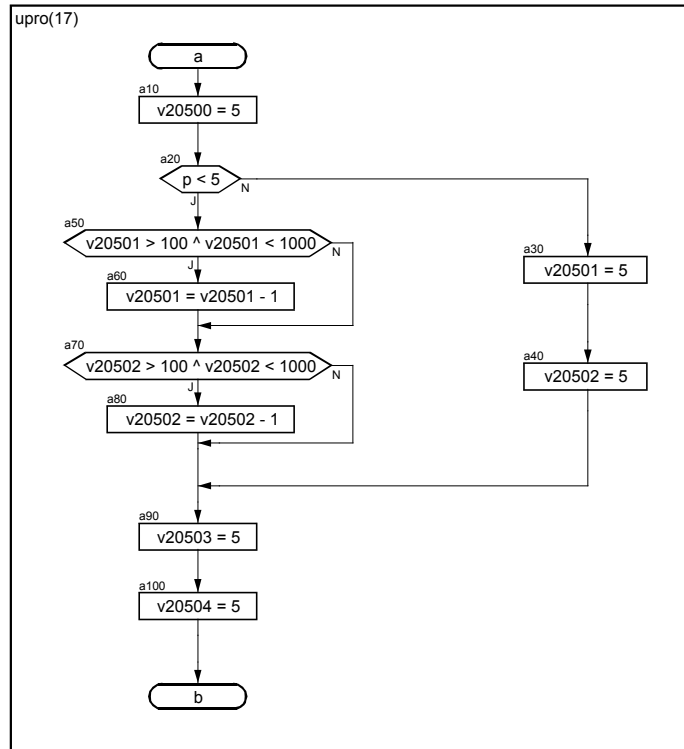 upro(17)
a
a10
v20500 = 5
a20
p < 5
N
J
a50
v20501 > 100 ^ v20501 < 1000
N
J
a60
v20501 = v20501 - 1
a30
v20501 = 5
a70
v20502 > 100 ^ v20502 < 1000
N
J
a80
v20502 = v20502 - 1
a40
v20502 = 5
a90
v20503 = 5
a100
v20504 = 5
b